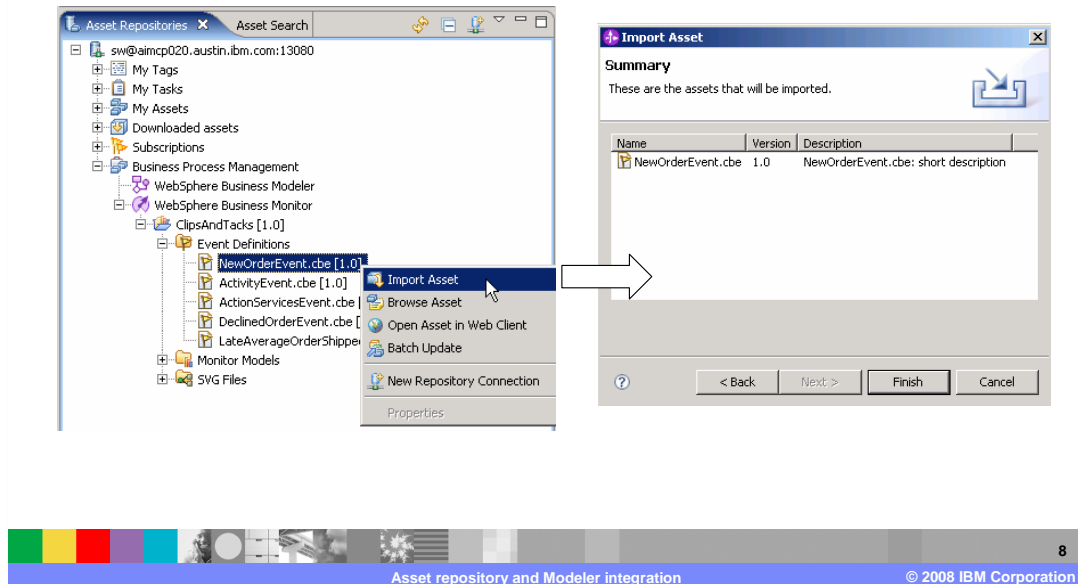 Asset Repositories
Asset Search
sw@aimcp020.austin.ibm.com:13080
My Tags
My Tasks
My Assets
Downloaded assets
Subscriptions
Business Process Management
WebSphere Business Modeler
WebSphere Business Monitor
ClipsAndTacks [1.0]
Event Definitions
NewOrderEvent.cbe [1.0]
ActivityEvent.cbe [1.0]
ActionServicesEvent.cbe [
DeclinedOrderEvent.cbe [
LateAverageOrderShippe
Monitor Models
SVG Files
Import Asset
Browse Asset
Open Asset in Web Client
Batch Update
New Repository Connection
Properties
Import Asset
Summary
These are the assets that will be imported.
Name Version Description
NewOrderEvent.cbe 1.0 NewOrderEvent.cbe: short description
< Back Next > Finish Cancel
8
Asset repository and Modeler integration © 2008 IBM Corporation